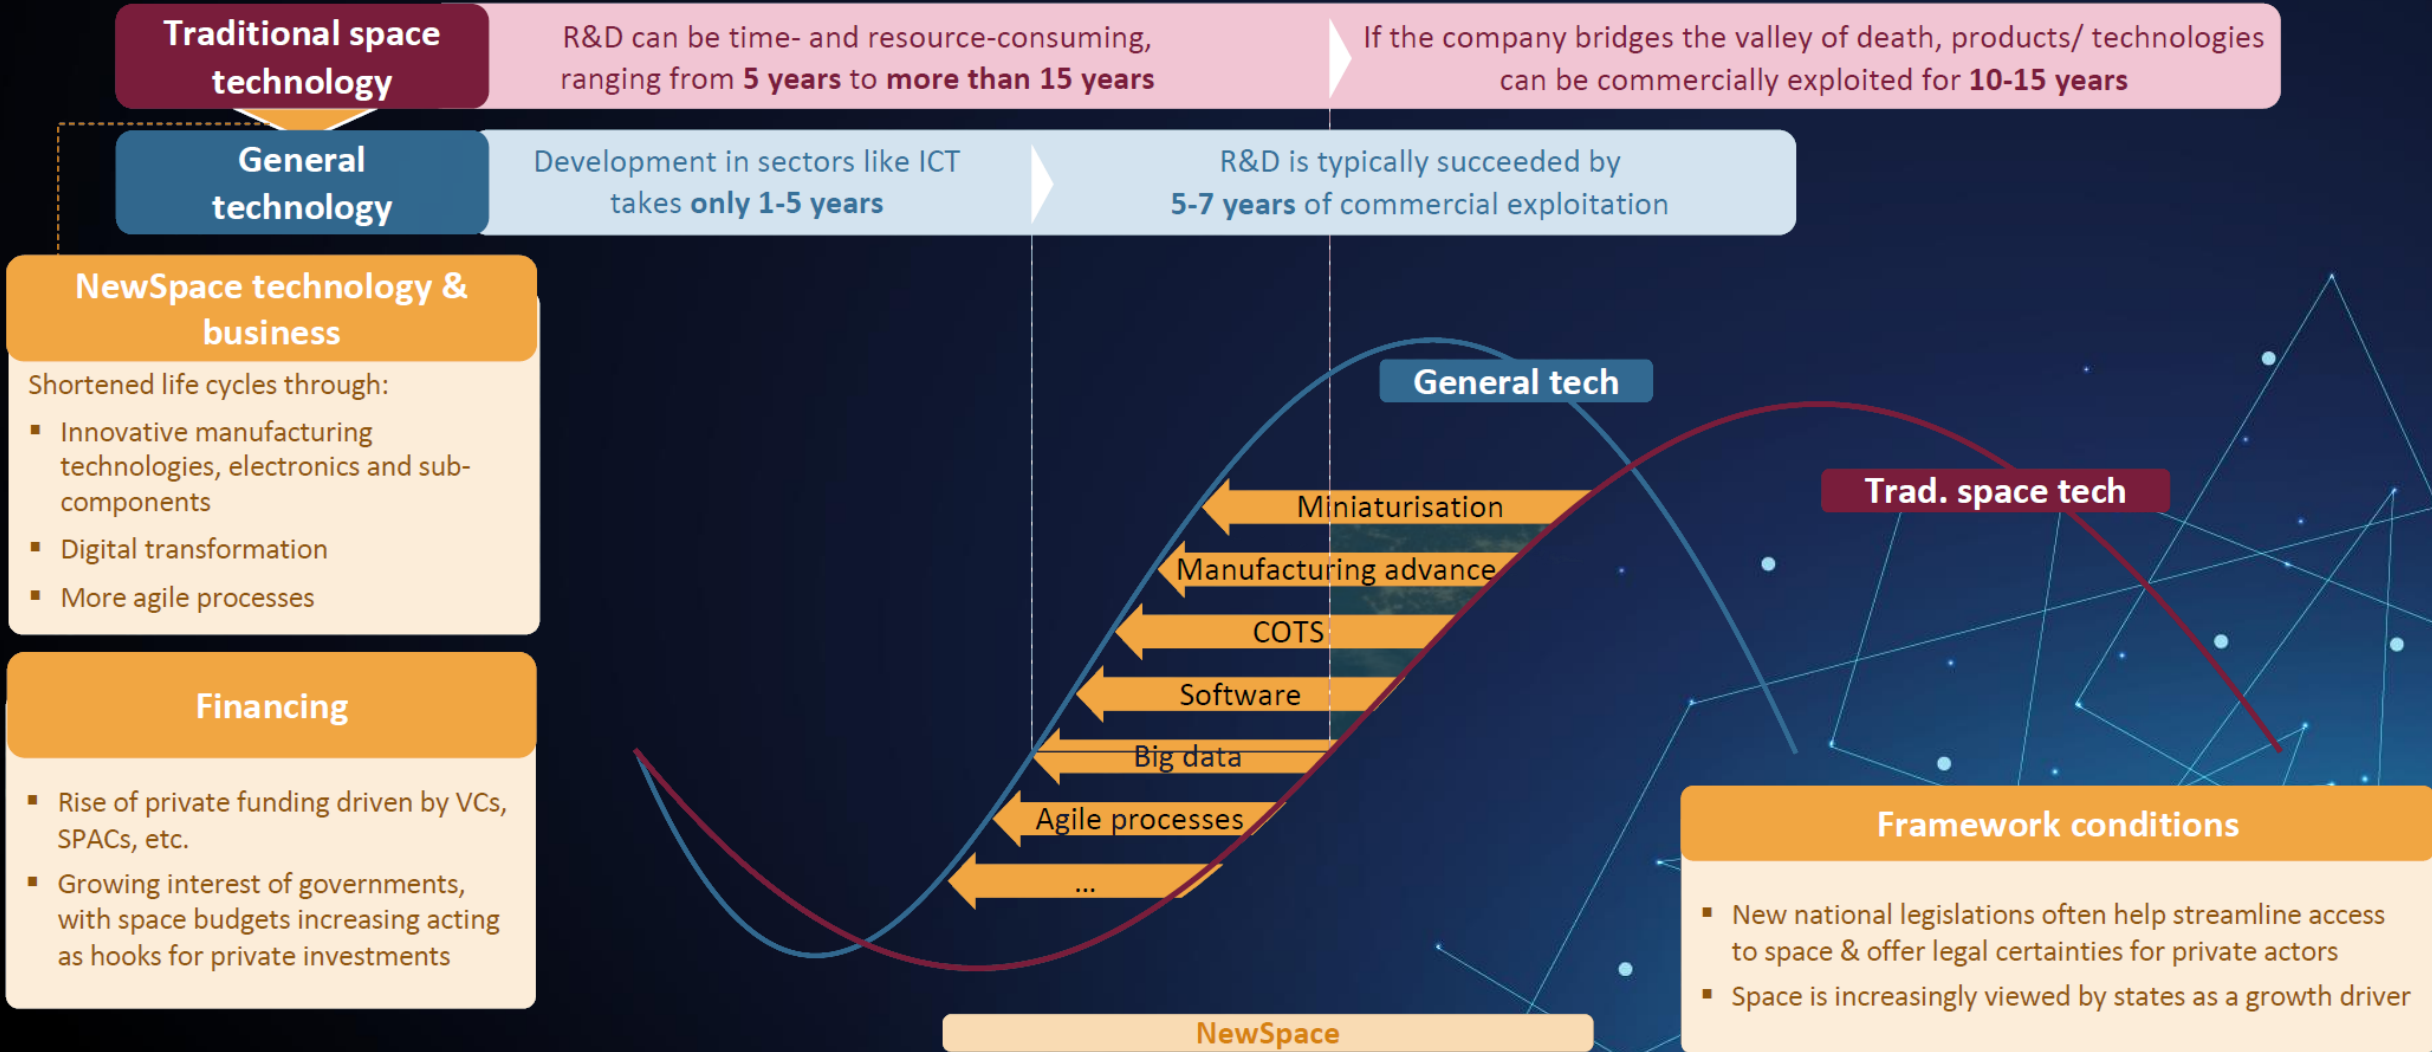 Traditional space
technology
R&D can be time- and resource-consuming,
ranging from 5 years to more than 15 years
If the company bridges the valley of death, products/ technologies
can be commercially exploited for 10-15 years
General
technology
Development in sectors like ICT
takes only 1-5 years
R&D is typically succeeded by
5-7 years of commercial exploitation
NewSpace technology &
business
Shortened life cycles through:
▪ Innovative manufacturing
technologies, electronics and sub-
components
▪ Digital transformation
▪ More agile processes
Financing
▪ Rise of private funding driven by VCs,
SPACs, etc.
▪ Growing interest of governments,
with space budgets increasing acting
as hooks for private investments
General tech
Trad. space tech
Miniaturisation
Manufacturing advance
COTS
Software
Big data
Agile processes
...
NewSpace
Framework conditions
▪ New national legislations often help streamline access
to space & offer legal certainties for private actors
▪ Space is increasingly viewed by states as a growth driver